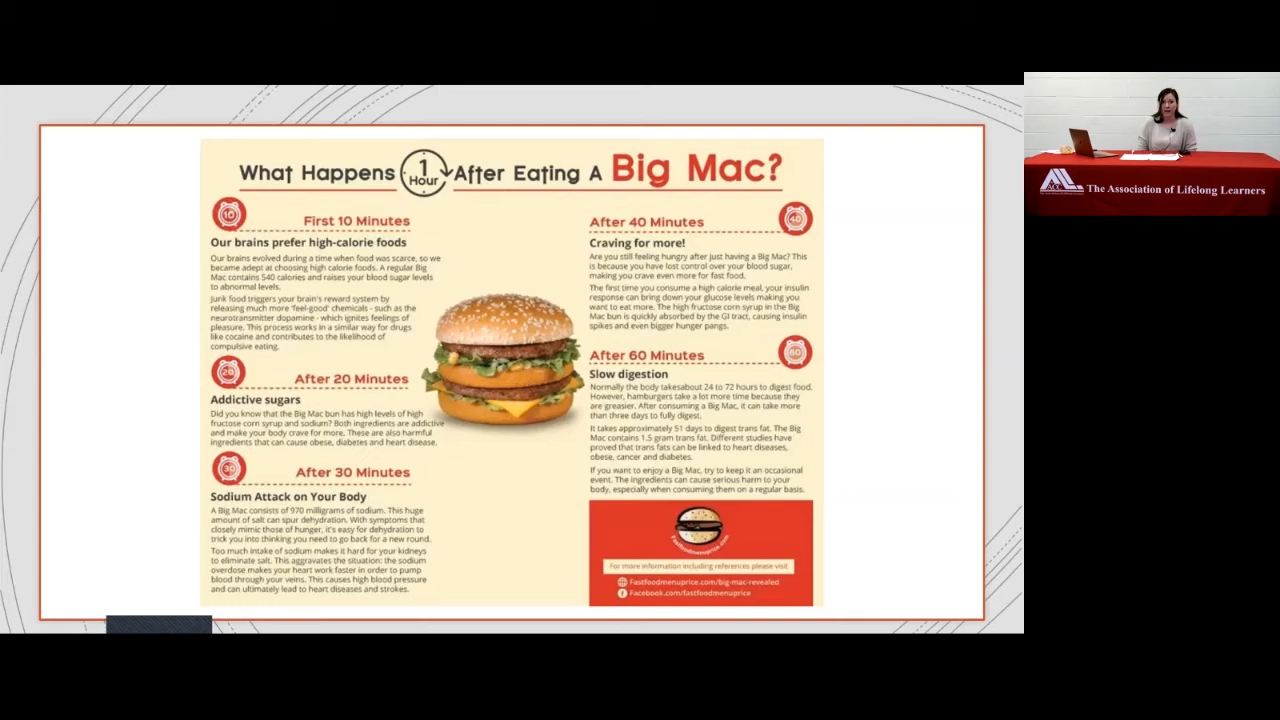 What Happens 1 Hour After Eating A Big Mac?
10
First 10 Minutes
Our brains prefer high-calorie foods
Our brains evolved during a time when food was scarce, so we
became adept at choosing high calorie foods. A regular Big
Mac contains 540 calories and raises your blood sugar levels
to abnormal levels.
Junk food triggers your brain's reward system by
releasing much more 'feel-good' chemicals - such as the
neurotransmitter dopamine - which ignites feelings of
pleasure. This process works in a similar way for drugs
like cocaine and contributes to the likelihood of
compulsive eating.
20
After 20 Minutes
Addictive sugars
Did you know that the Big Mac bun has high levels of high
fructose corn syrup and sodium? Both ingredients are addictive
and make your body crave for more. These are also harmful
ingredients that can cause obese, diabetes and heart disease.
30
After 30 Minutes
Sodium Attack on Your Body
A Big Mac consists of 970 milligrams of sodium. This huge
amount of salt can spur dehydration. With symptoms that
closely mimic those of hunger, it's easy for dehydration to
trick you into thinking you need to go back for a new round.
Too much intake of sodium makes it hard for your kidneys
to eliminate salt. This aggravates the situation: the sodium
overdose makes your heart work faster in order to pump
blood through your veins. This causes high blood pressure
and can ultimately lead to heart diseases and strokes.
After 40 Minutes
40
Craving for more!
Are you still feeling hungry after just having a Big Mac? This
is because you have lost control over your blood sugar,
making you crave even more for fast food.
The first time you consume a high calorie meal, your insulin
response can bring down your glucose levels making you
want to eat more. The high fructose corn syrup in the Big
Mac bun is quickly absorbed by the GI tract, causing insulin
spikes and even bigger hunger pangs.
After 60 Minutes
60
Slow digestion
Normally the body takesabout 24 to 72 hours to digest food.
However, hamburgers take a lot more time because they
are greasier. After consuming a Big Mac, it can take more
than three days to fully digest.
It takes approximately 51 days to digest trans fat. The Big
Mac contains 1.5 gram trans fat. Different studies have
proved that trans fats can be linked to heart diseases,
obese, cancer and diabetes.
If you want to enjoy a Big Mac, try to keep it an occasional
event. The ingredients can cause serious harm to your
body, especially when consuming them on a regular basis.
Fastfoodmenuprice.com
For more information including references please visit
Fastfoodmenuprice.com/big-mac-revealed
Facebook.com/fastfoodmenuprice
ACC
The Association of Lifelong Learners